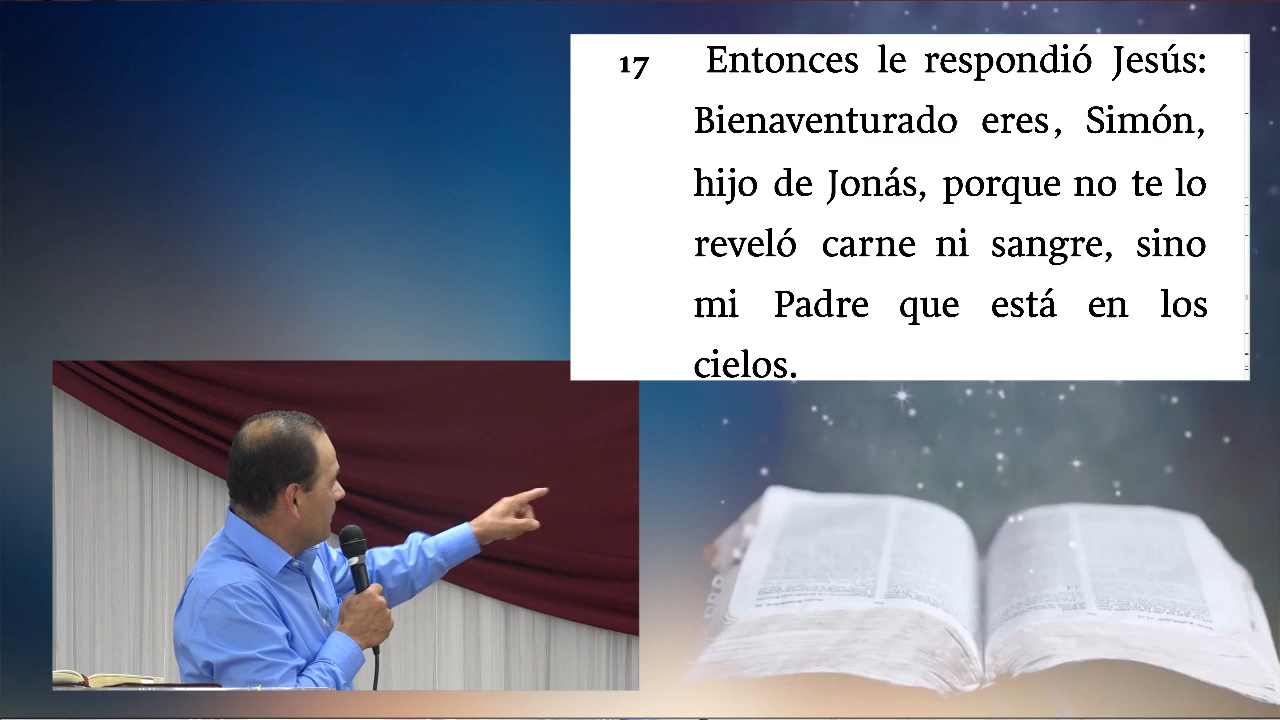 17 Entonces le respondió Jesús:
Bienaventurado eres, Simón,
hijo de Jonás, porque no te lo
reveló carne ni sangre, sino
mi Padre que está en los
cielos.